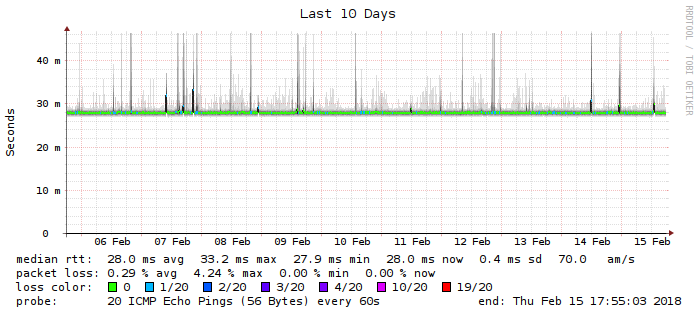 Last 10 Days
RRDTOOL / TOBI OETIKER
Seconds
40 m
30 m
20 m
10 m
0
06 Feb 07 Feb 08 Feb 09 Feb 10 Feb 11 Feb 12 Feb 13 Feb 14 Feb 15 Feb
median rtt: 28.0 ms avg 33.2 ms max 27.9 ms min 28.0 ms now 0.4 ms sd 70.0 am/s
packet loss: 0.29 % avg 4.24 % max 0.00 % min 0.00 % now
loss color: 0 1/20 2/20 3/20 4/20 10/20 19/20
probe: 20 ICMP Echo Pings (56 Bytes) every 60s end: Thu Feb 15 17:55:03 2018